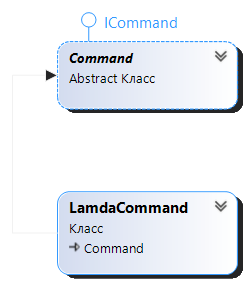 ICommand
Command
Abstract Класс
LamdaCommand
Класс
Command